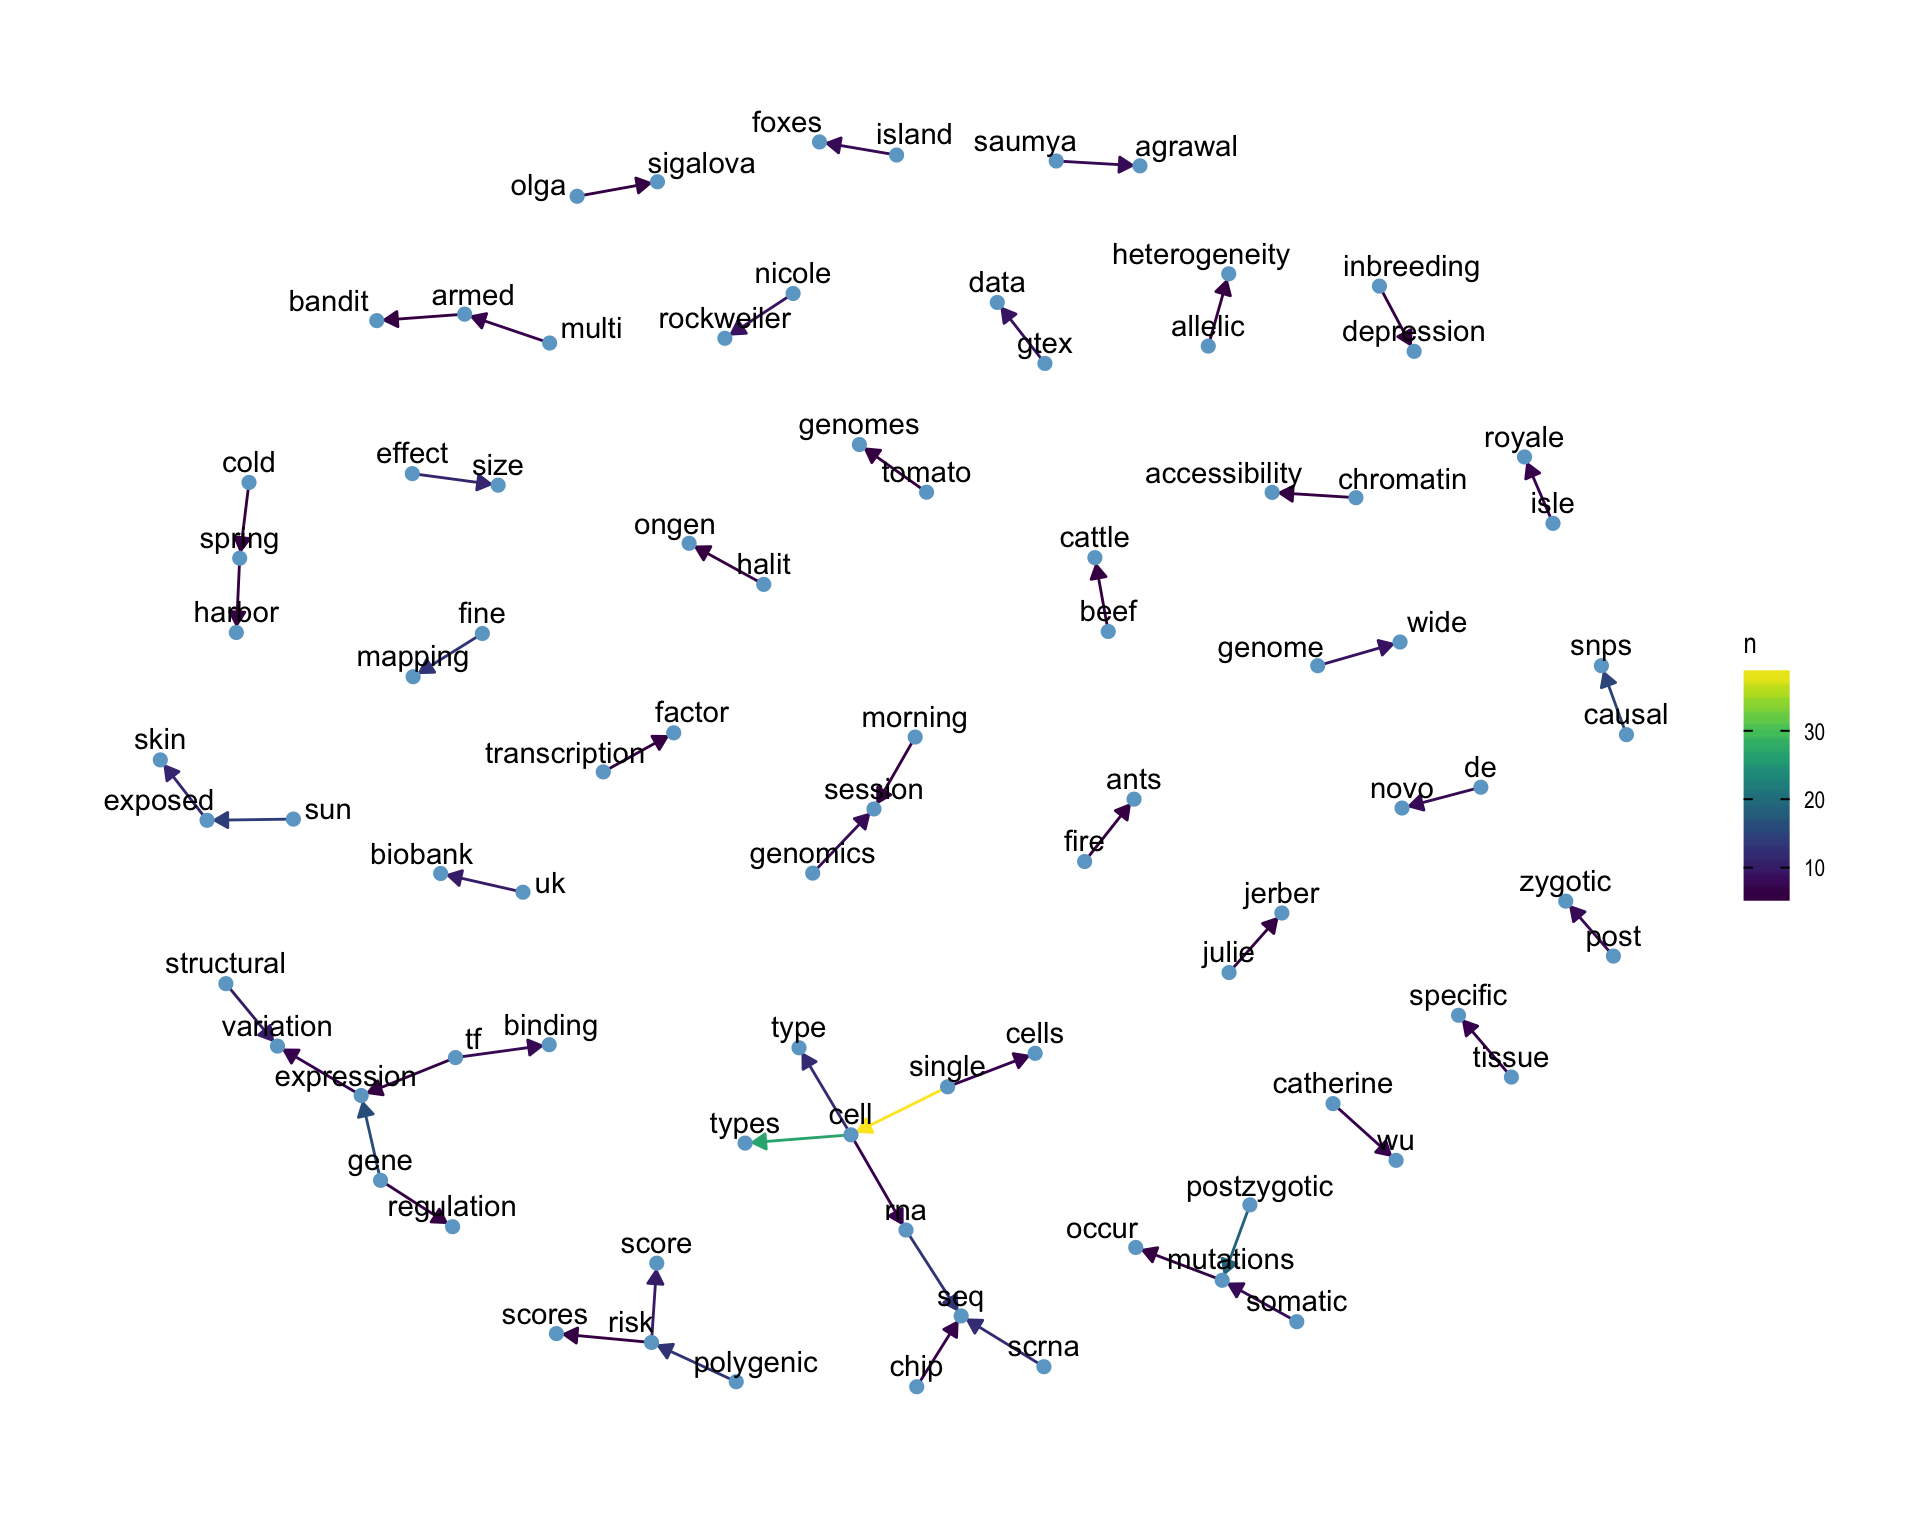 foxes
island
saumya
agrawal
sigalova
olga
heterogeneity
inbreeding
nicole
data
bandit
armed
rockweiler
multi
gtex
allelic
depression
genomes
royale
cold
effect
size
tomato
accessibility
chromatin
isle
ongen
halit
cattle
spring
harbor
fine
beef
wide
genome
snps
n
mapping
factor
morning
causal
skin
transcription
30
ants
de
session
novo
20
exposed
sun
fire
biobank
genomics
uk
10
zygotic
jerber
post
julie
structural
specific
variation
tf
binding
type
cells
single
tissue
expression
catherine
cell
types
wu
gene
regulation
postzygotic
rna
occur
score
mutations
seq
somatic
scores
risk
scrna
polygenic
chip